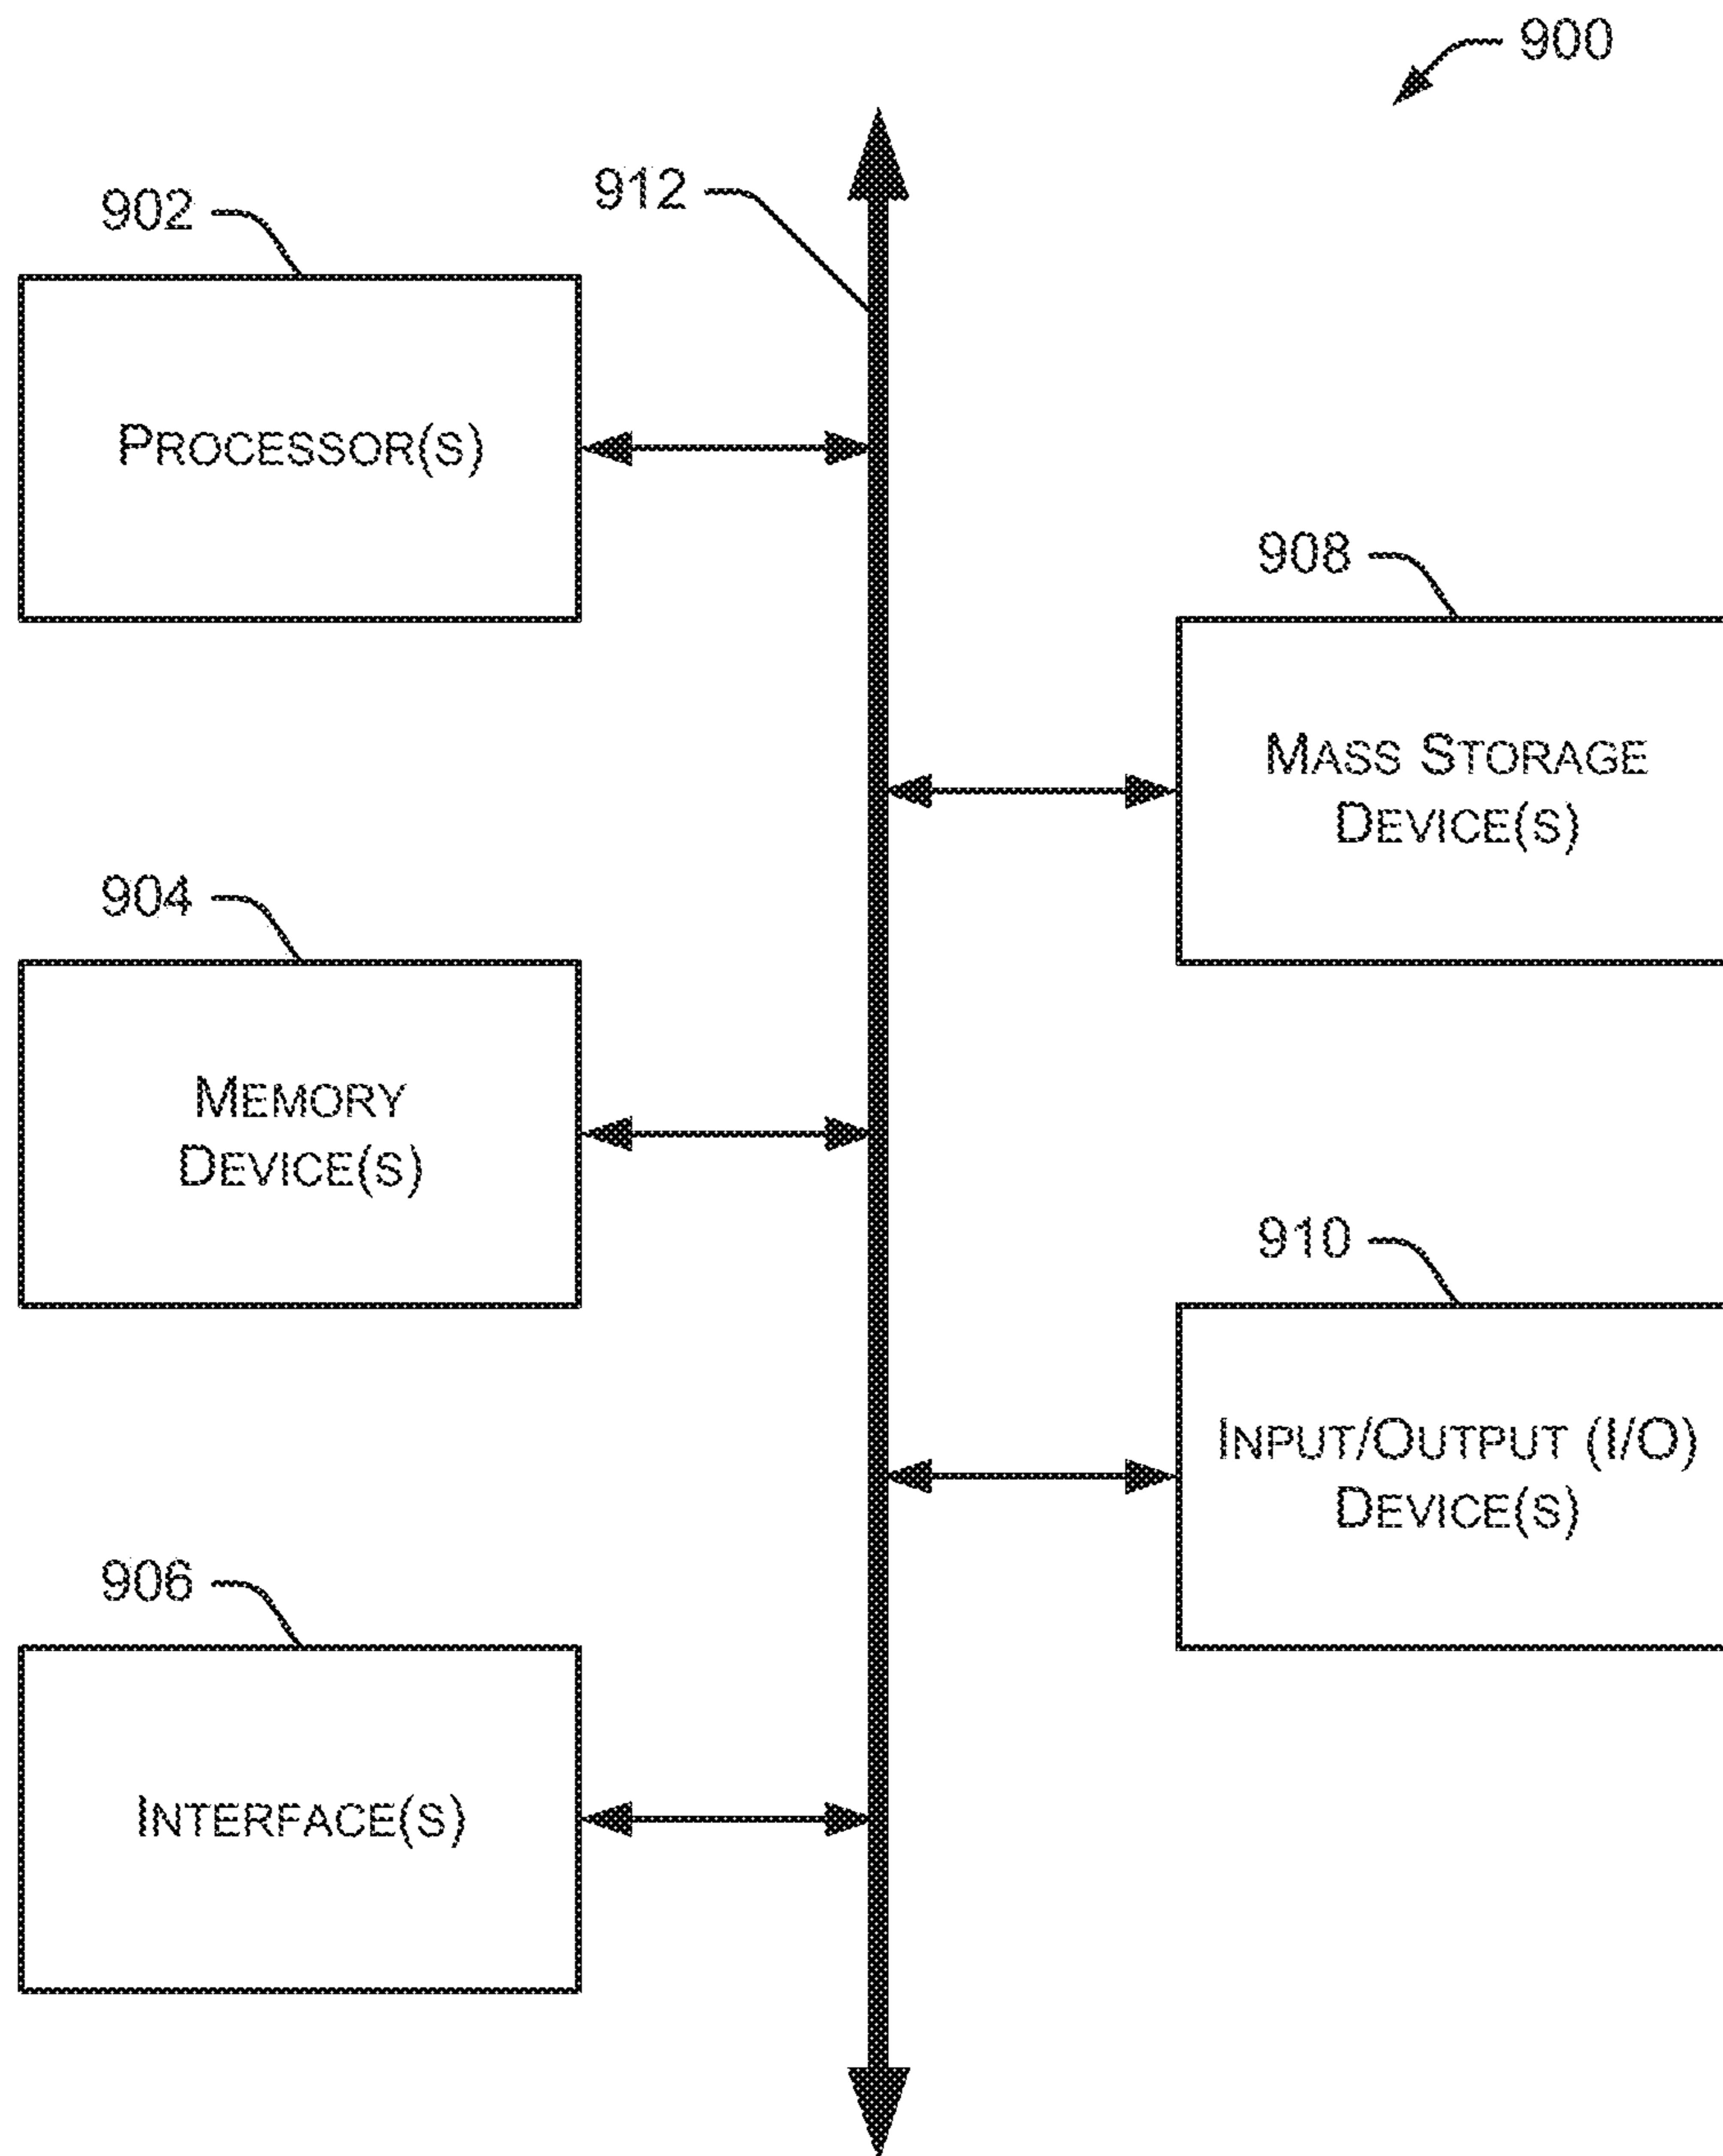 900
912
902
PROCESSOR(S)
908
MASS STORAGE
DEVICE(S)
904
MEMORY
DEVICE(S)
910
INPUT/OUTPUT (I/O)
DEVICE(S)
906
INTERFACE(S)